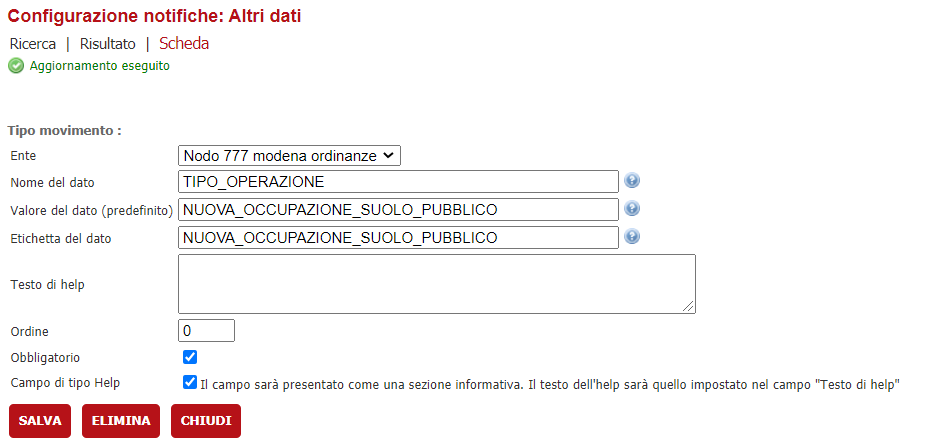 Configurazione notifiche: Altri dati
Ricerca | Risultato | Scheda
Aggiornamento eseguito
Tipo movimento :
Ente Nodo 777 modena ordinanze
Nome del dato TIPO_OPERAZIONE
Valore del dato (predefinito) NUOVA_OCCUPAZIONE_SUOLO_PUBBLICO
Etichetta del dato NUOVA_OCCUPAZIONE_SUOLO_PUBBLICO
Testo di help
Ordine 0
Obbligatorio
Campo di tipo Help Il campo sarà presentato come una sezione informativa. Il testo dell'help sarà quello impostato nel campo "Testo di help"
SALVA ELIMINA CHIUDI